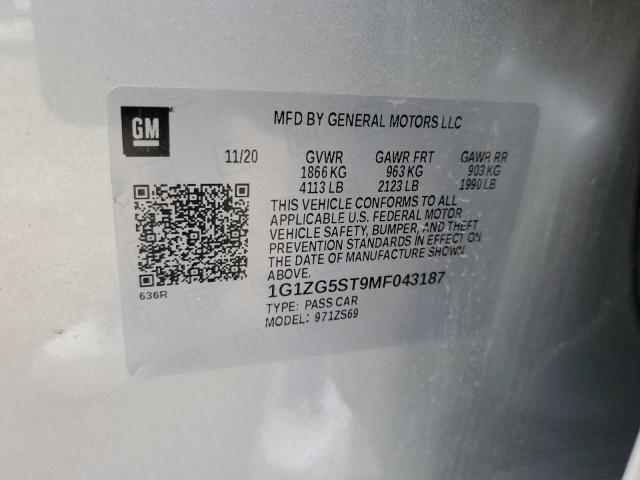 GM
MFD BY GENERAL MOTORS LLC
11/20 GVWR GAWR FRT GAWR RR
1866 KG 963 KG 903 KG
4113 LB 2123 LB 1990 LB
THIS VEHICLE CONFORMS TO ALL
APPLICABLE U.S. FEDERAL MOTOR
VEHICLE SAFETY, BUMPER, AND THEFT
PREVENTION STANDARDS IN EFFECT ON
THE DATE OF MANUFACTURE SHOWN
ABOVE.
636R
1G1ZG5ST9MF043187
TYPE: PASS CAR
MODEL: 971ZS69